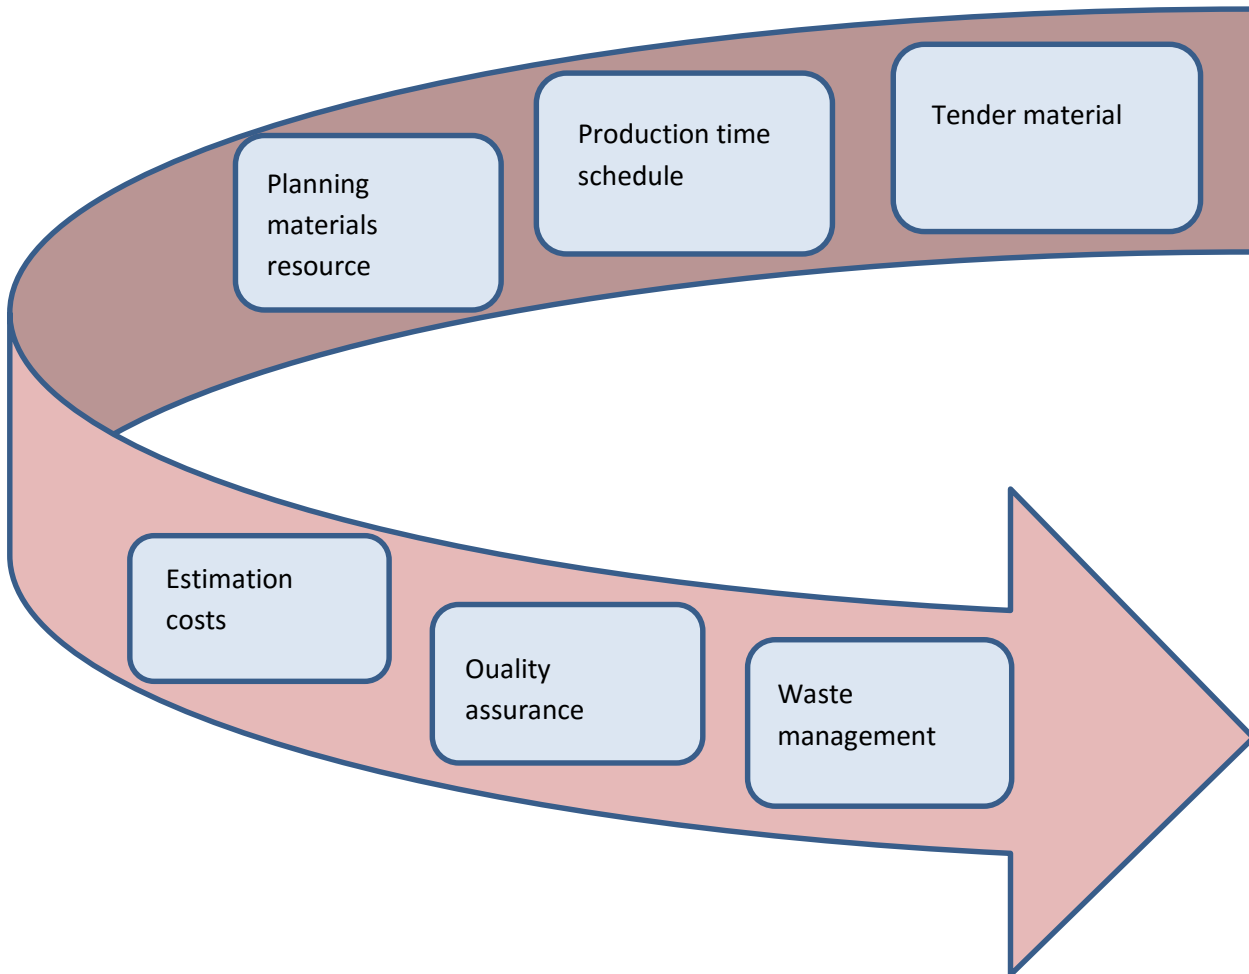 Tender material
Production time
schedule
Planning
materials
resource
Estimation
costs
Ouality
assurance
Waste
management